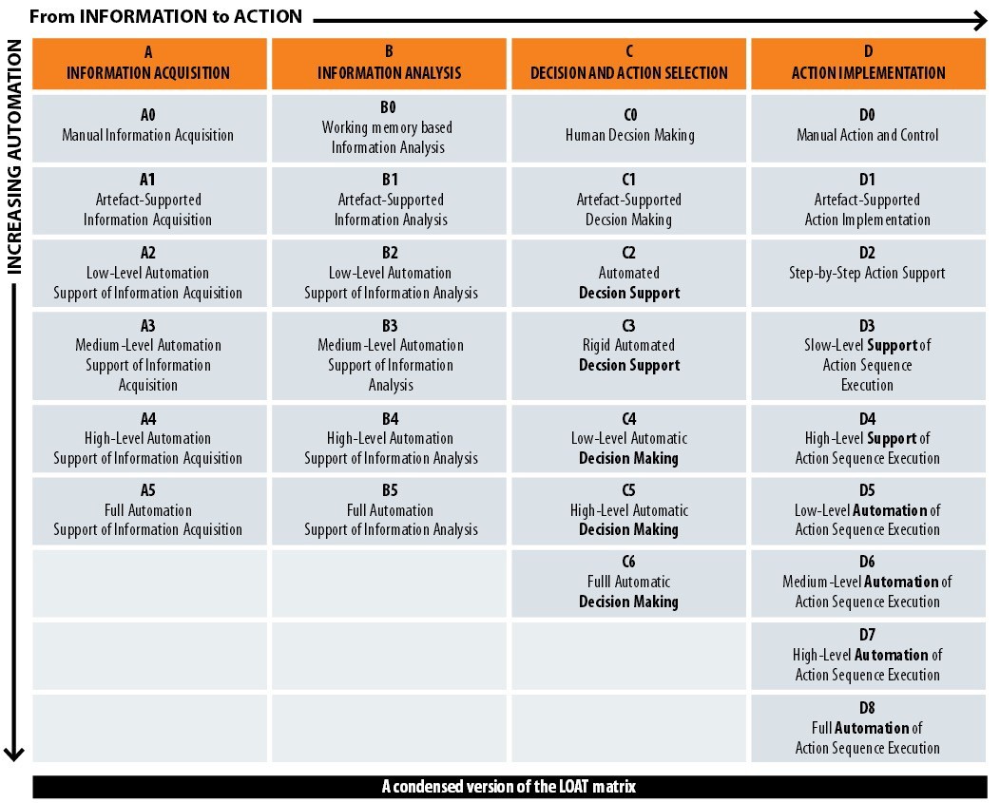 From INFORMATION to ACTION
INCREASING AUTOMATION
A
INFORMATION ACQUISITION
B
INFORMATION ANALYSIS
C
DECISION AND ACTION SELECTION
D
ACTION IMPLEMENTATION
A0
Manual Information Acquisition
B0
Working memory based
Information Analysis
C0
Human Decsion Making
D0
Manual Action and Control
A1
Artefact-Supported
Information Acquisition
B1
Artefact-Supported
Information Analysis
C1
Artefact-Supported
Decsion Making
D1
Artefact-Supported
Action Implementation
A2
Low-Level Automation
Support of Information Acquisition
B2
Low-Level Automation
Support of Information Analysis
C2
Automated
Decsion Support
D2
Step-by-Step Action Support
A3
Medium-Level Automation
Support of Information
Acquisition
B3
Medium-Level Automation
Support of Information
Analysis
C3
Rigid Automated
Decsion Support
D3
Slow-Level Support of
Action Sequence
Execution
A4
High-Level Automation
Support of Information Acquisition
B4
High-Level Automation
Support of Information Analysis
C4
Low-Level Automatic
Decision Making
D4
High-Level Support of
Action Sequence Execution
A5
Full Automation
Support of Information Acquisition
B5
Full Automation
Support of Information Analysis
C5
High-Level Automatic
Decision Making
D5
Low-Level Automation of
Action Sequence Execution
C6
Fulll Automatic
Decision Making
D6
Medium-Level Automation of
Action Sequence Execution
D7
High-Level Automation of
Action Sequence Execution
D8
Full Automation of
Action Sequence Execution
A condensed version of the LOAT matrix